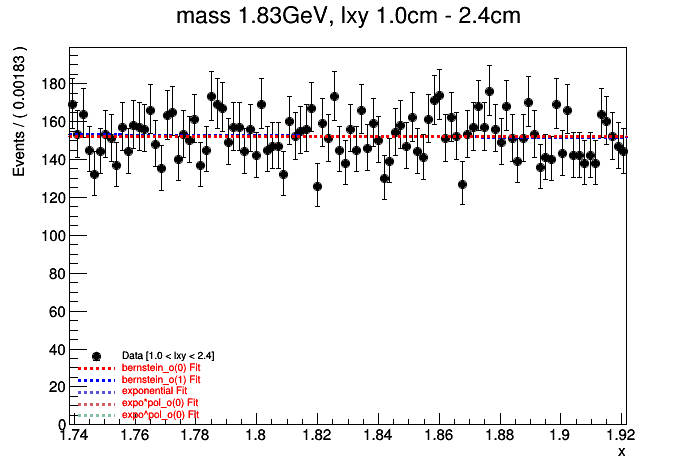 mass 1.83GeV, lxy 1.0cm - 2.4cm
Events / ( 0.00183 )
180
160
140
120
100
80
60
40
20
0
Data [1.0 < lxy < 2.4]
bernstein_o(0) Fit
bernstein_o(1) Fit
exponential Fit
expo*pol_o(0) Fit
expo^pol_o(0) Fit
1.74 1.76 1.78 1.8 1.82 1.84 1.86 1.88 1.9 1.92
x